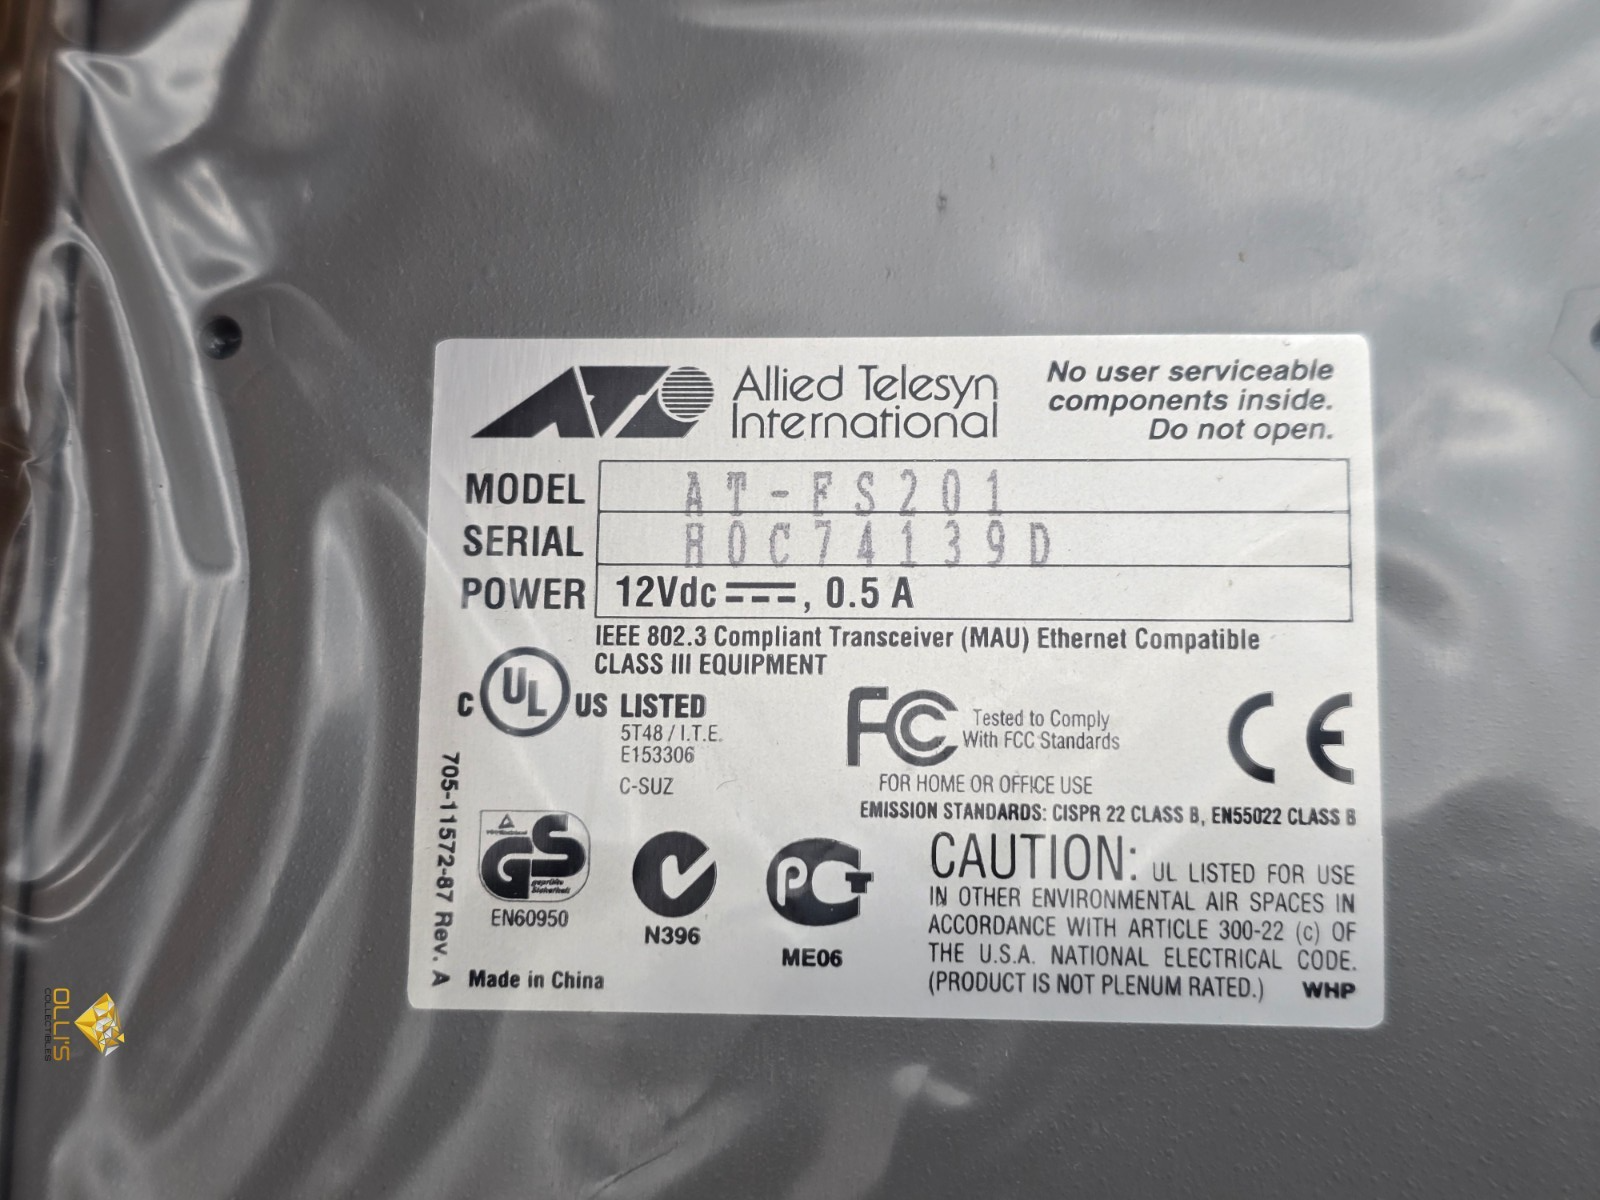 Allied Telesyn
International
No user serviceable
components inside.
Do not open.
MODEL AT-FS201
SERIAL H0C74139D
POWER 12Vdc, 0.5 A
IEEE 802.3 Compliant Transceiver (MAU) Ethernet Compatible
CLASS III EQUIPMENT
C UL US LISTED
5T48 / I.T.E.
E153306
C-SUZ
FC Tested to Comply
With FCC Standards
FOR HOME OR OFFICE USE
CE
EMISSION STANDARDS: CISPR 22 CLASS B, EN55022 CLASS B
705-11572-87 Rev. A
GS
geprüfte
Sicherheit
EN60950
N396
PCT
ME06
CAUTION: UL LISTED FOR USE
IN OTHER ENVIRONMENTAL AIR SPACES IN
ACCORDANCE WITH ARTICLE 300-22 (c) OF
THE U.S.A. NATIONAL ELECTRICAL CODE.
(PRODUCT IS NOT PLENUM RATED.) WHP
Made in China
OLLI'S
COLLECTIBLES